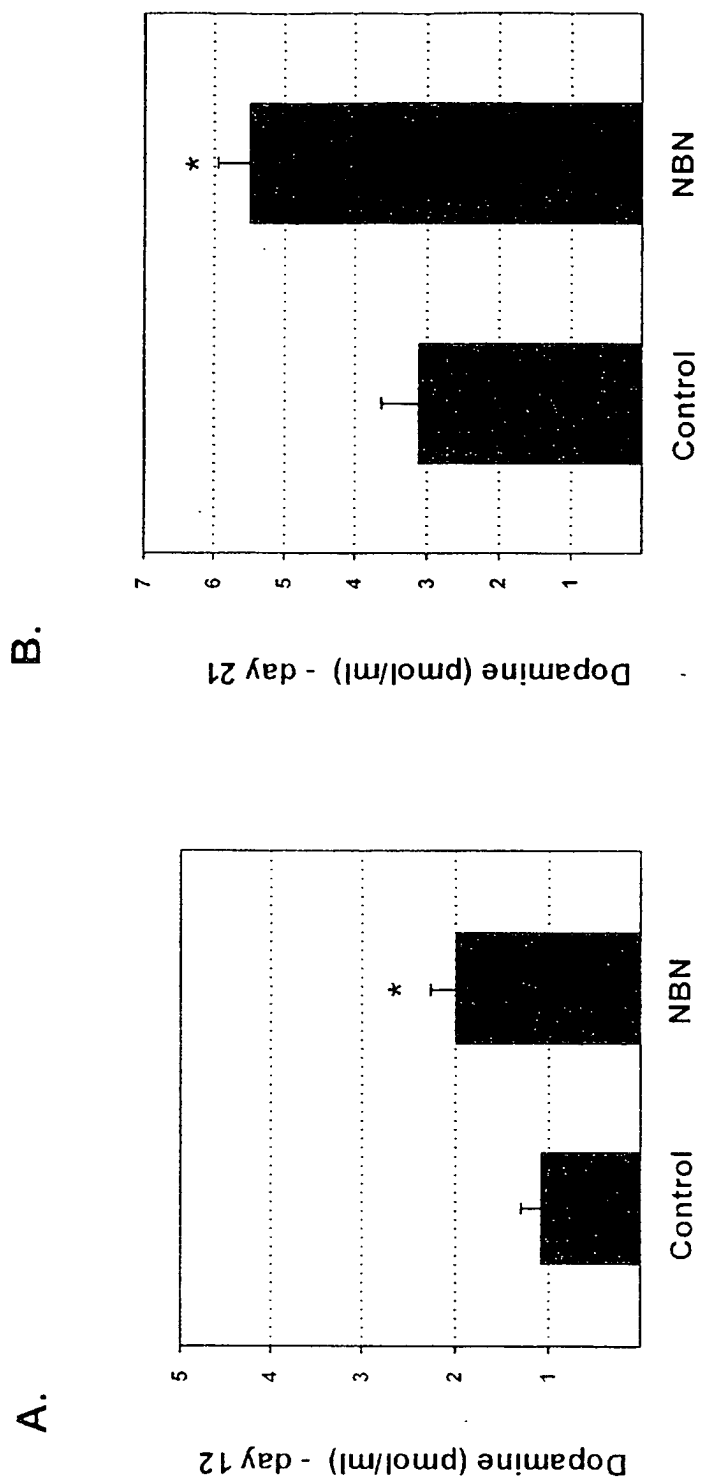 A.
Dopamine (pmol/ml) - day 12
5
4
3
2
1
*
Control
NBN
B.
Dopamine (pmol/ml) - day 21
7
6
5
4
3
2
1
*
Control
NBN